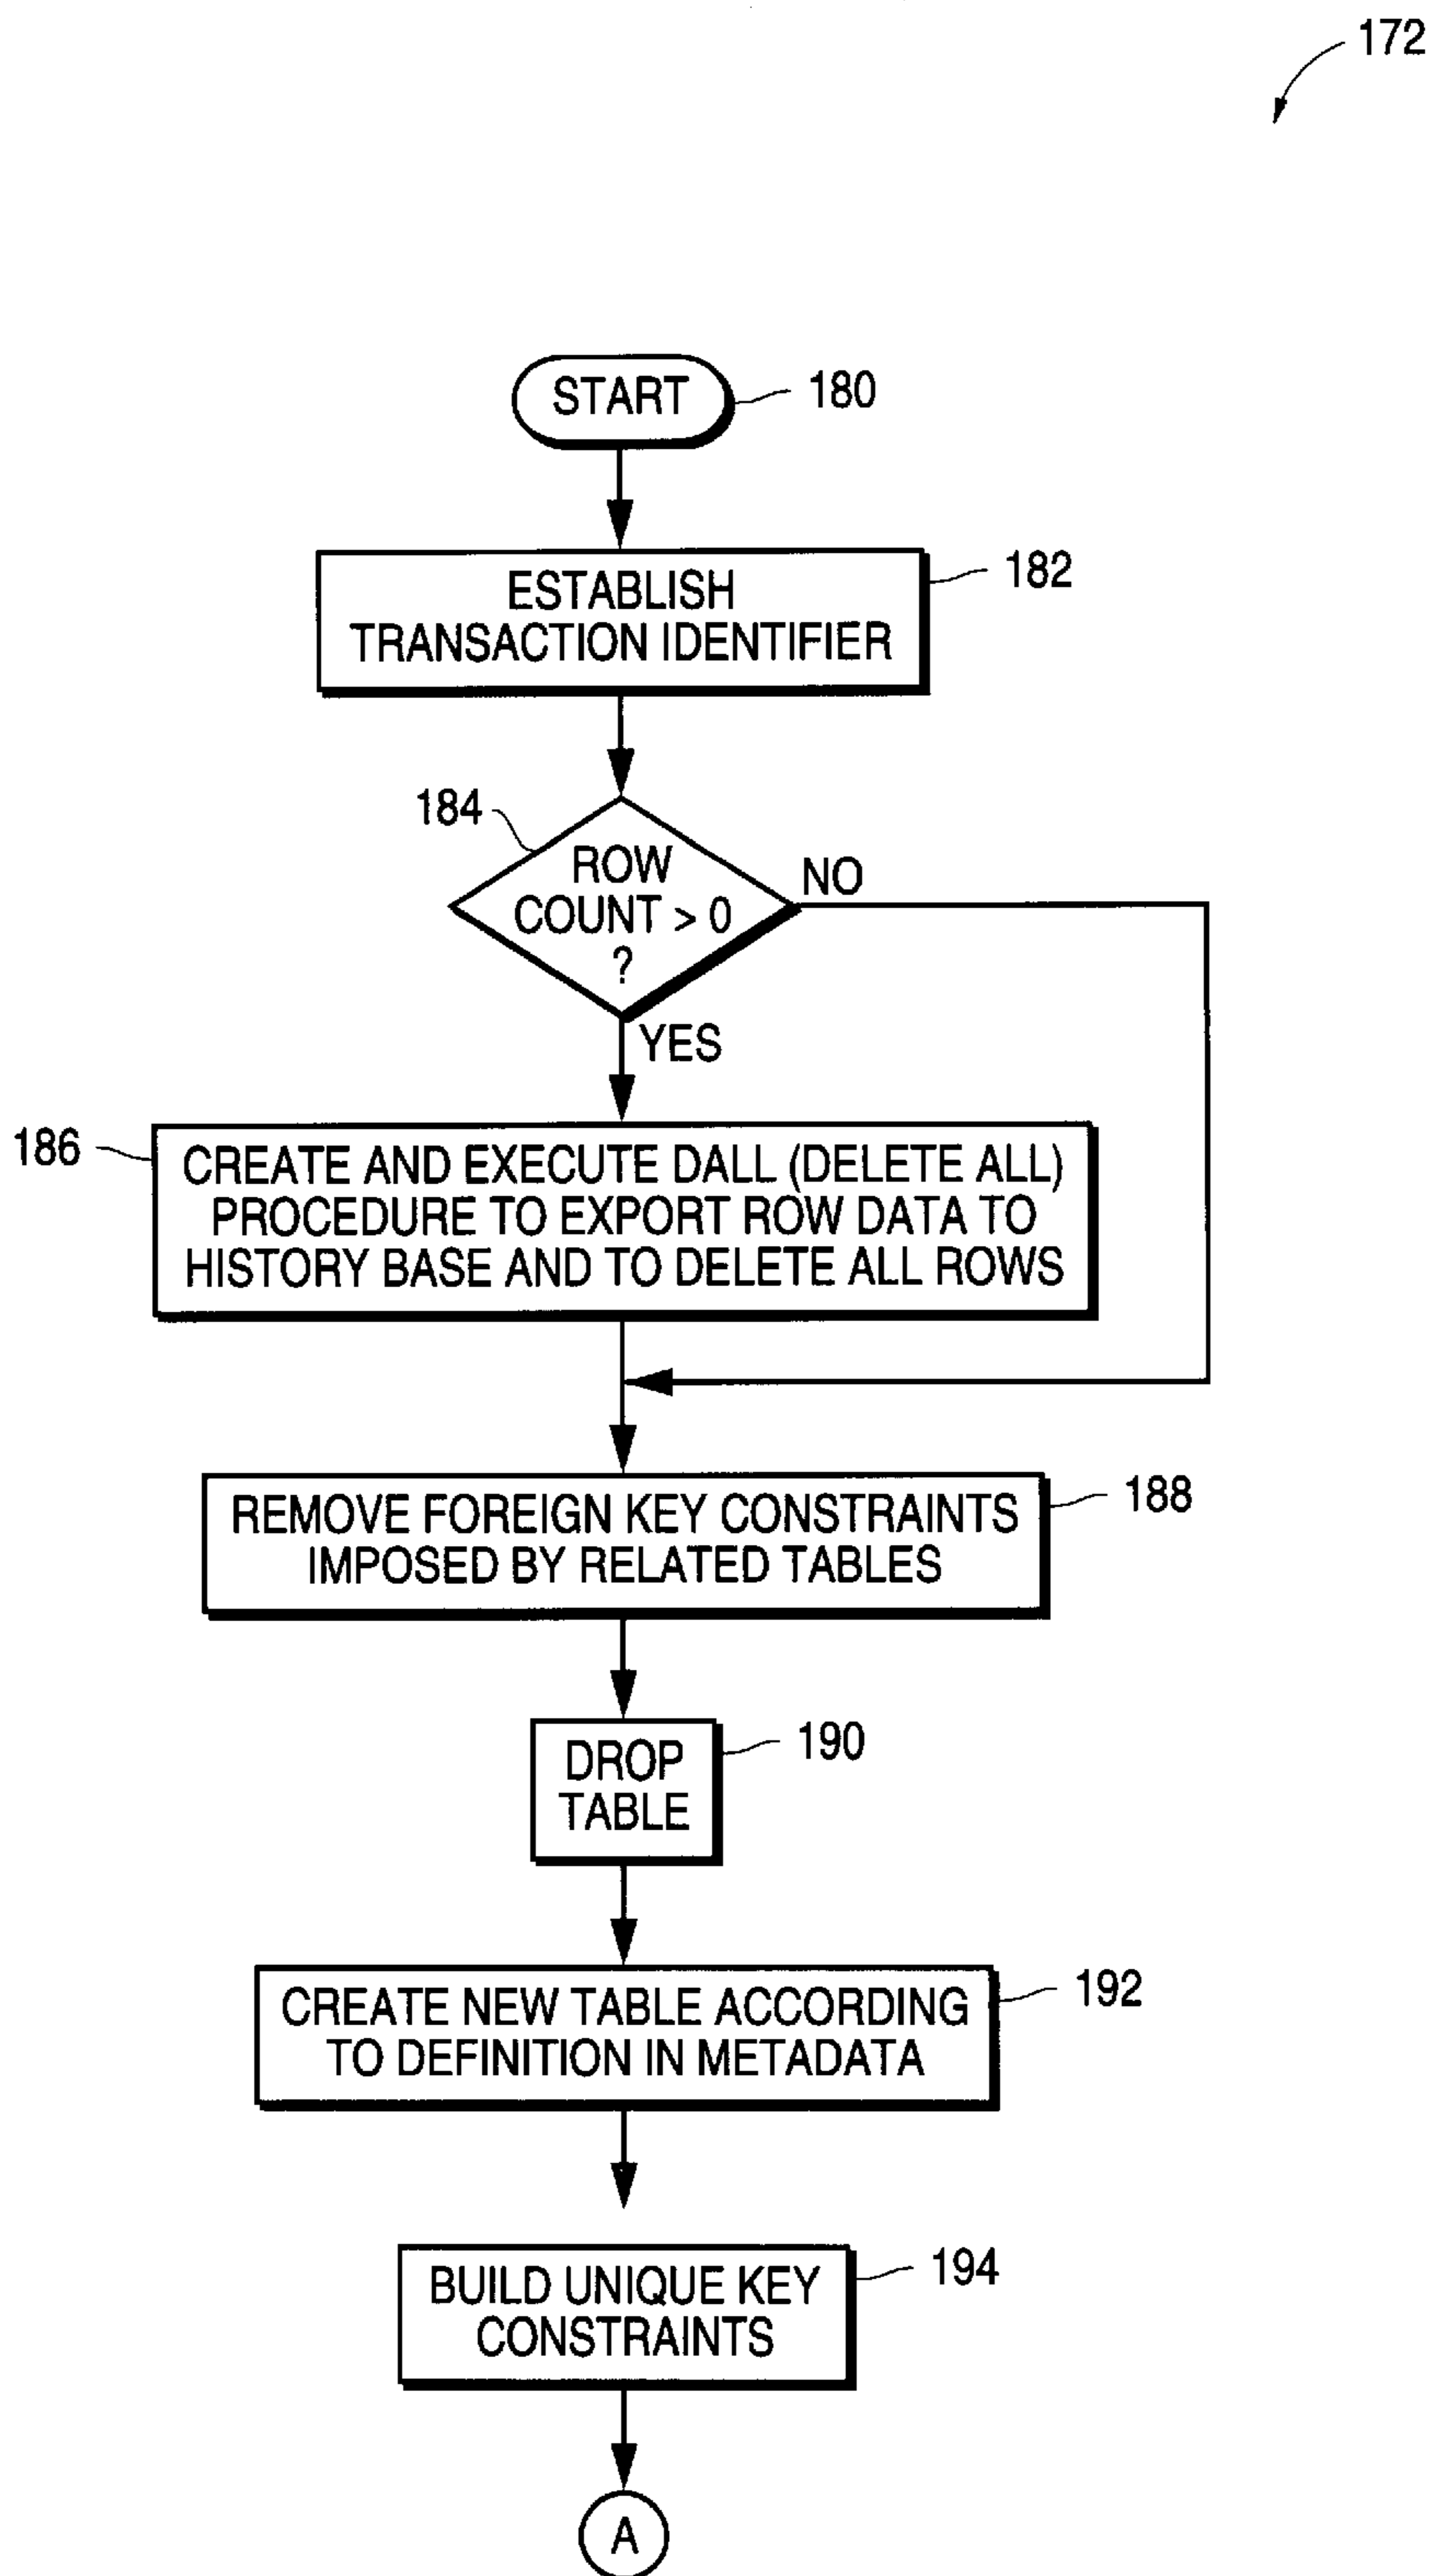 172
START
180
ESTABLISH
TRANSACTION IDENTIFIER
182
184
ROW
COUNT > 0
?
NO
YES
186
CREATE AND EXECUTE DALL (DELETE ALL)
PROCEDURE TO EXPORT ROW DATA TO
HISTORY BASE AND TO DELETE ALL ROWS
REMOVE FOREIGN KEY CONSTRAINTS
IMPOSED BY RELATED TABLES
188
DROP
TABLE
190
CREATE NEW TABLE ACCORDING
TO DEFINITION IN METADATA
192
BUILD UNIQUE KEY
CONSTRAINTS
194
A